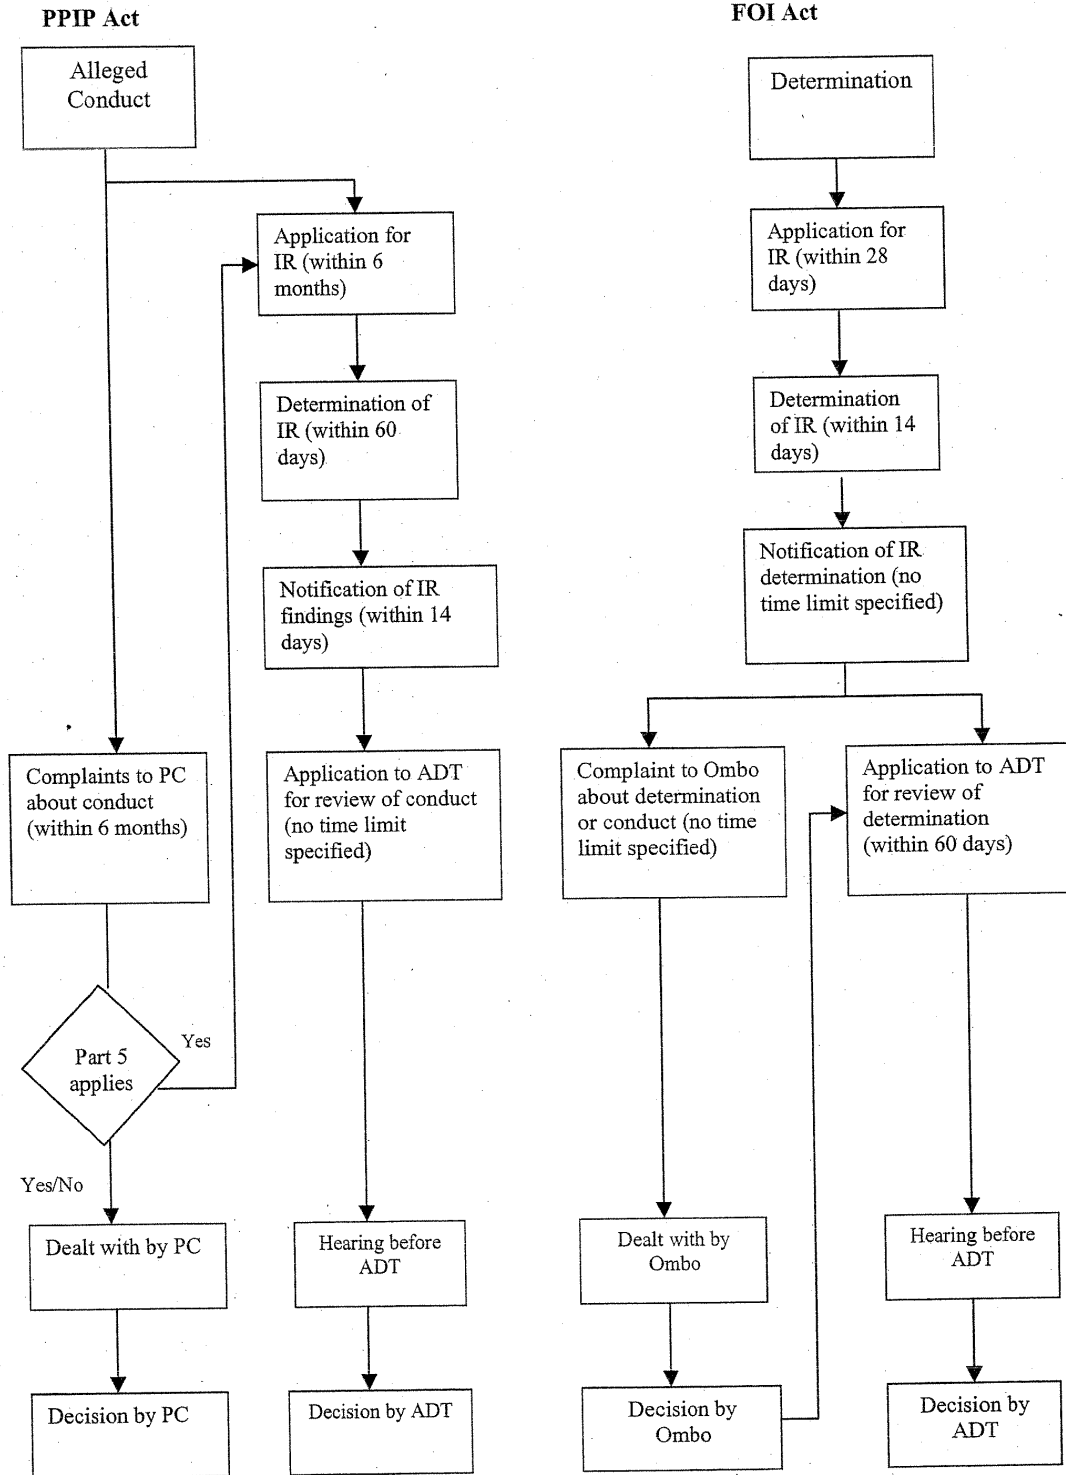 PPIP Act
Alleged
Conduct
Application for
IR (within 6
months)
Determination of
IR (within 60
days)
Notification of IR
findings (within 14
days)
Complaints to PC
about conduct
(within 6 months)
Application to ADT
for review of conduct
(no time limit
specified)
Part 5
applies
Yes
Yes/No
Dealt with by PC
Hearing before
ADT
Decision by PC
Decision by ADT
FOI Act
Determination
Application for
IR (within 28
days)
Determination
of IR (within 14
days)
Notification of IR
determination (no
time limit specified)
Complaint to Ombo
about determination
or conduct (no time
limit specified)
Application to ADT
for review of
determination
(within 60 days)
Dealt with by
Ombo
Hearing before
ADT
Decision by
Ombo
Decision by
ADT